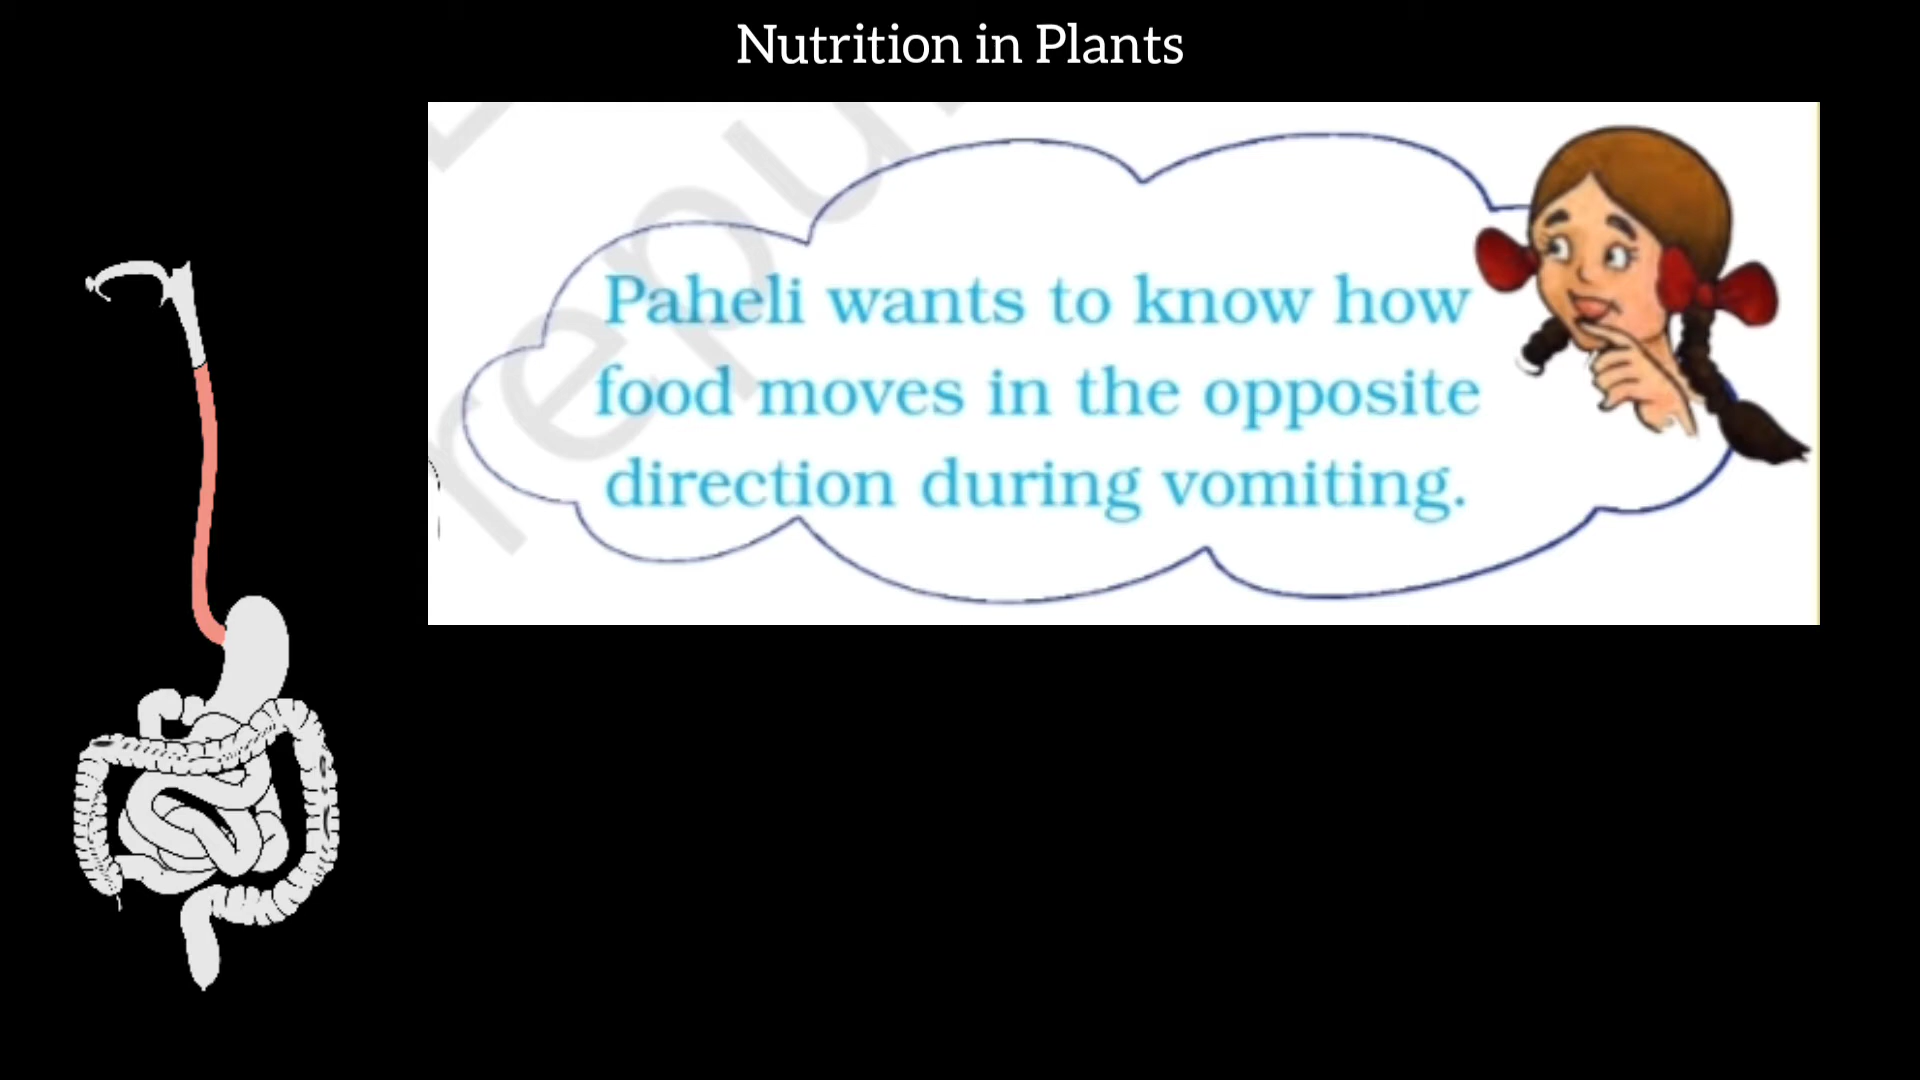 Nutrition in Plants
Paheli wants to know how
food moves in the opposite
direction during vomiting.